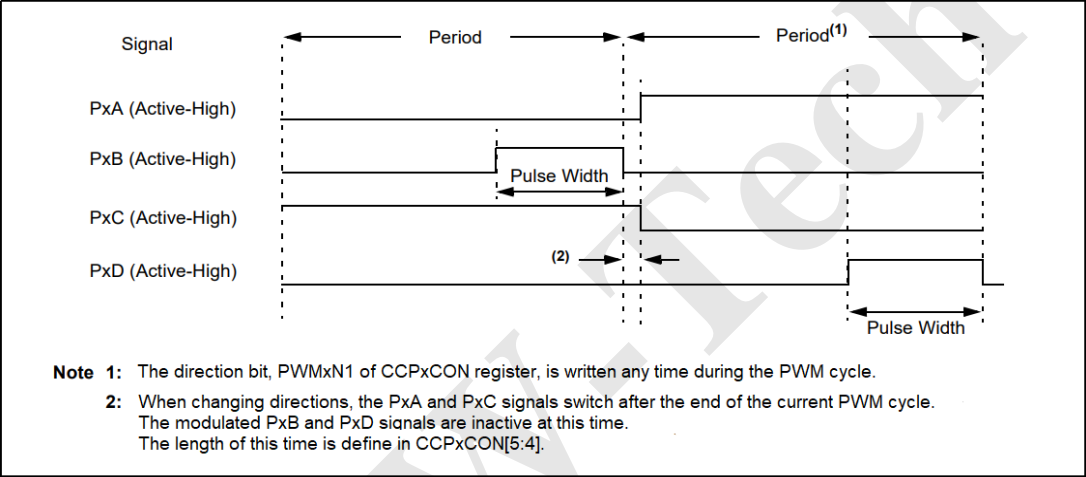 Signal
Period
Period(1)
PxA (Active-High)
PxB (Active-High)
Pulse Width
PxC (Active-High)
(2)
PxD (Active-High)
Pulse Width
Note 1: The direction bit, PWMxN1 of CCPxCON register, is written any time during the PWM cycle.
2: When changing directions, the PxA and PxC signals switch after the end of the current PWM cycle.
The modulated PxB and PxD signals are inactive at this time.
The length of this time is define in CCPxCON[5:4].
w-Tech